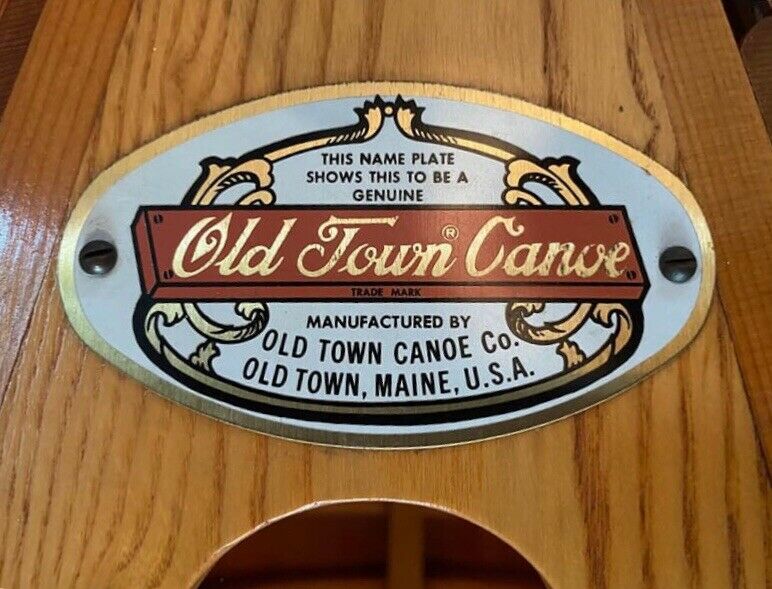 THIS NAME PLATE
SHOWS THIS TO BE A
GENUINE
Old Town® Canoe
TRADE MARK
MANUFACTURED BY
OLD TOWN CANOE Co.
OLD TOWN, MAINE, U.S.A.